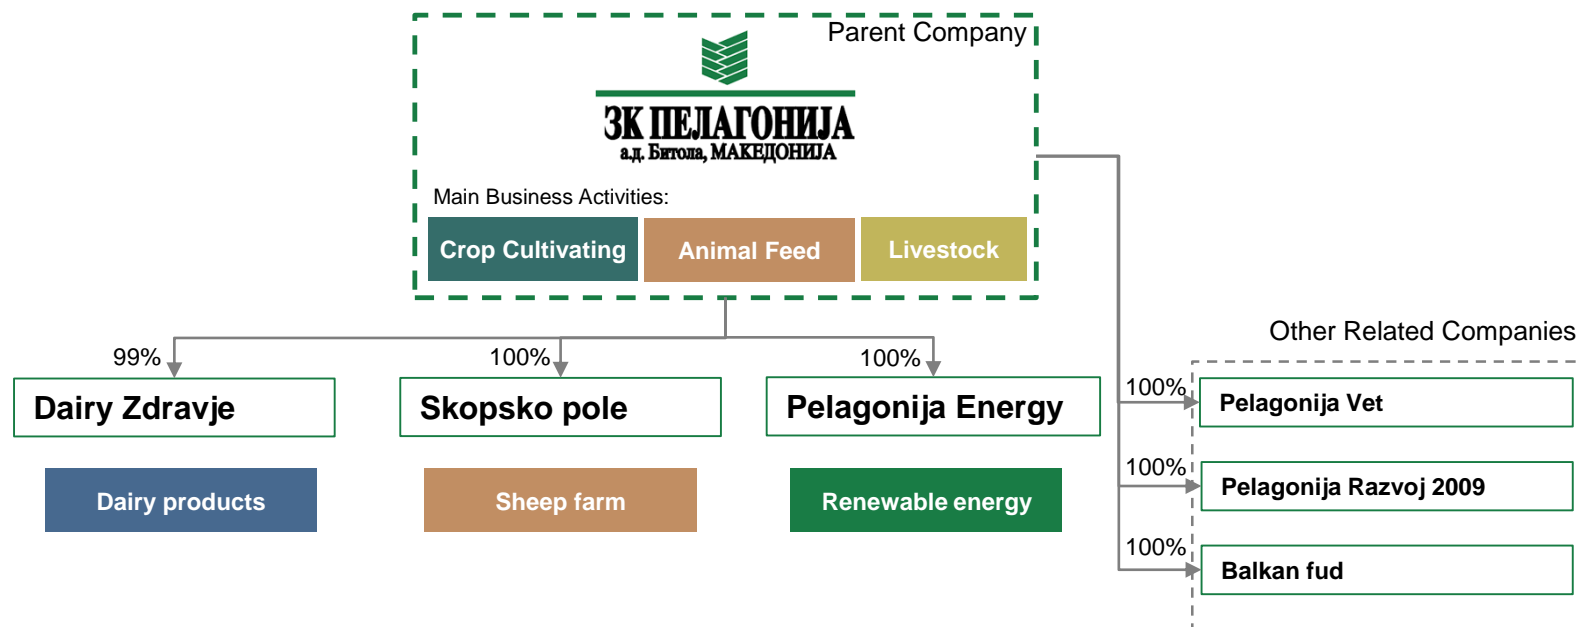 Parent Company
ЗК ПЕЛАГОНИЈА
а.д. Битола, МАКЕДОНИЈА
Main Business Activities:
Crop Cultivating
Animal Feed
Livestock
Other Related Companies
99%
100%
100%
Dairy Zdravje
Skopsko pole
Pelagonija Energy
Dairy products
Sheep farm
Renewable energy
100%
Pelagonija Vet
100%
Pelagonija Razvoj 2009
100%
Balkan fud